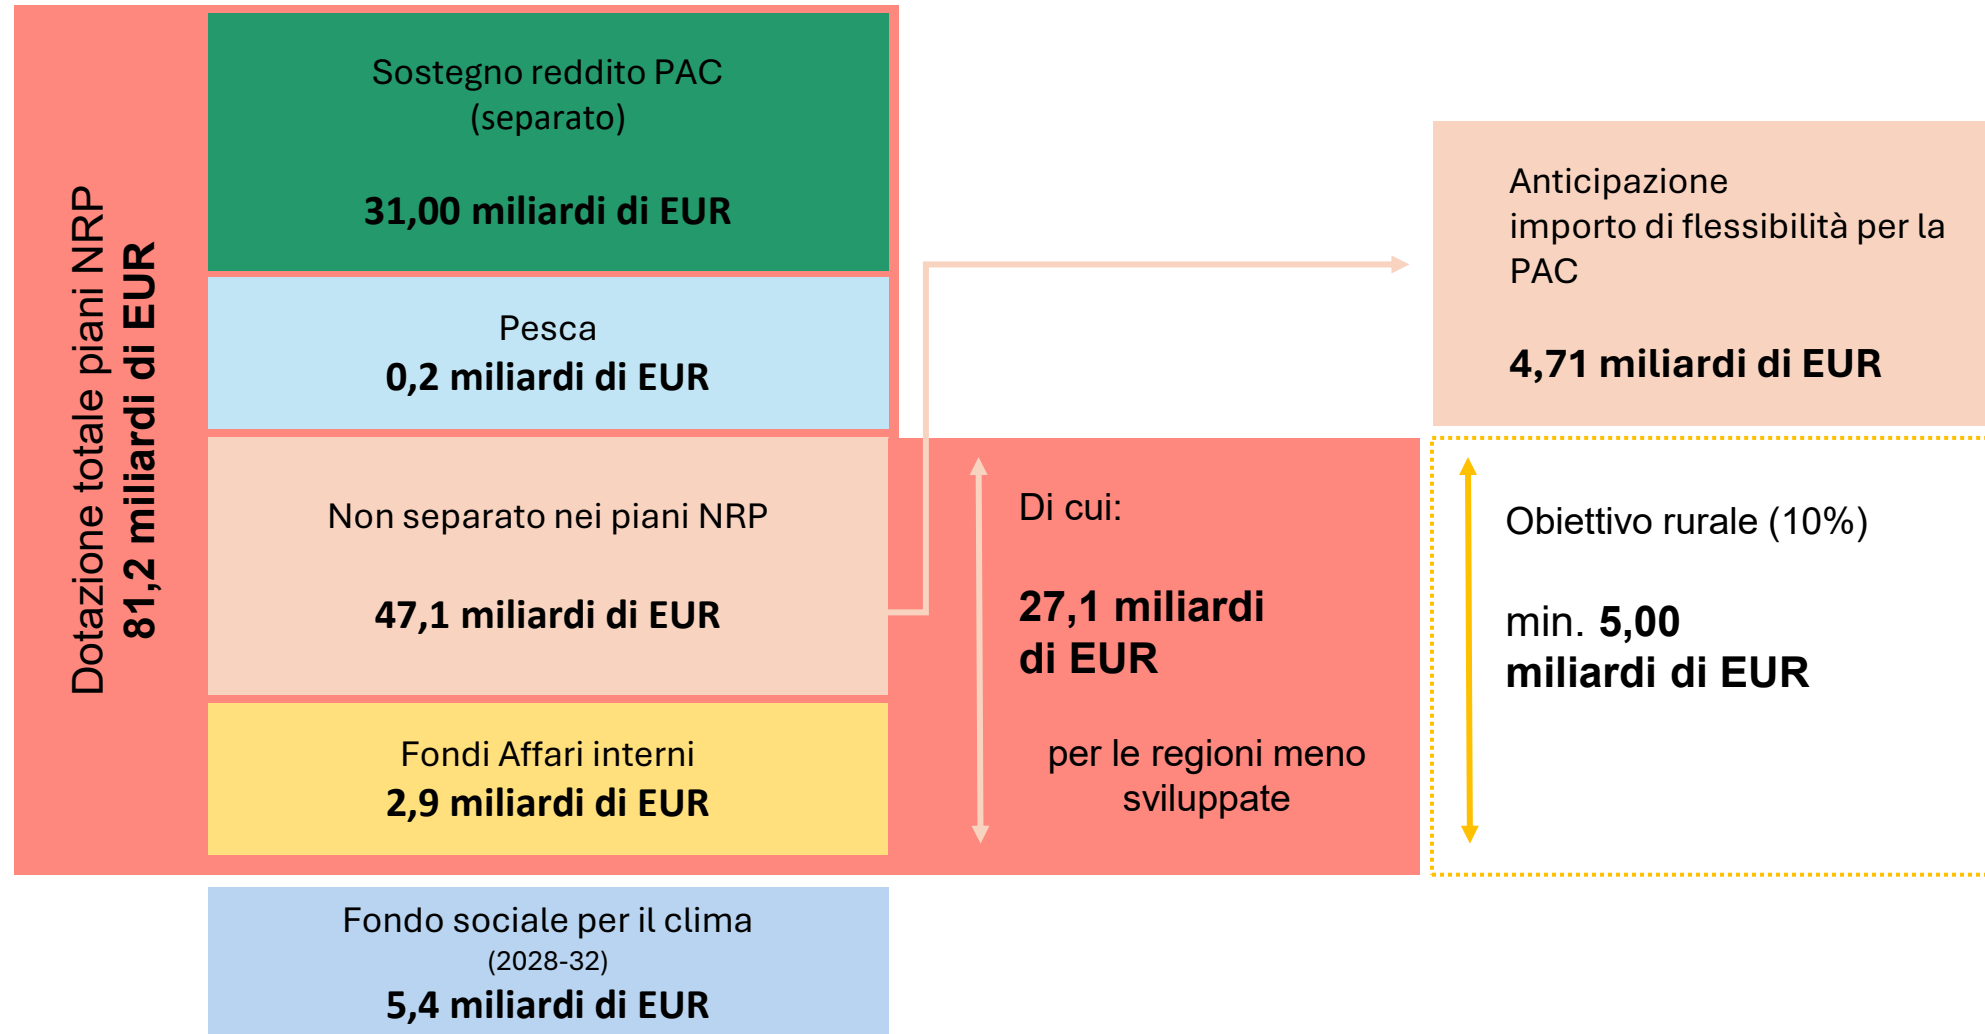 Dotazione totale piani NRP
81,2 miliardi di EUR
Sostegno reddito PAC
(separato)
31,00 miliardi di EUR
Pesca
0,2 miliardi di EUR
Non separato nei piani NRP
47,1 miliardi di EUR
Fondi Affari interni
2,9 miliardi di EUR
Fondo sociale per il clima
(2028-32)
5,4 miliardi di EUR
Di cui:
27,1 miliardi
di EUR
per le regioni meno
sviluppate
Anticipazione
importo di flessibilità per la
PAC
4,71 miliardi di EUR
Obiettivo rurale (10%)
min. 5,00
miliardi di EUR